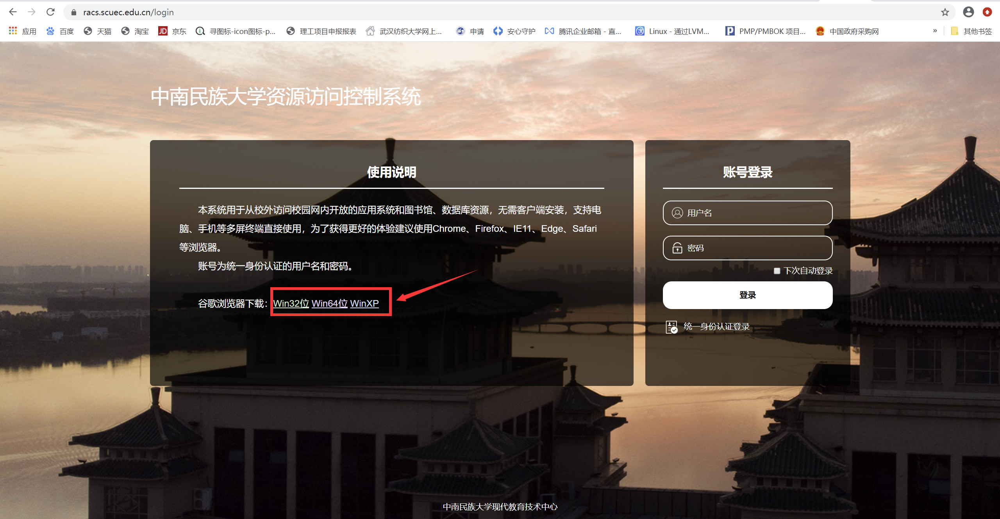 racs.scuec.edu.cn/login
应用 百度 天猫 淘宝 JD 京东 寻图标-icon图标-p... 理工项目申报报表 武汉纺织大学网上... 申请 安心守护 腾讯企业邮箱 - 直... Linux - 通过LVM... PMP/PMBOK 项目... 中国政府采购网 » 其他书签
中南民族大学资源访问控制系统
使用说明
本系统用于从校外访问校园网内开放的应用系统和图书馆、数据库资源，无需客户端安装，支持电
脑、手机等多屏终端直接使用，为了获得更好的体验建议使用Chrome、Firefox、IE11、Edge、Safari
等浏览器。
账号为统一身份认证的用户名和密码。
谷歌浏览器下载：Win32位 Win64位 WinXP
账号登录
用户名
密码
下次自动登录
登录
统一身份认证登录
中南民族大学现代教育技术中心